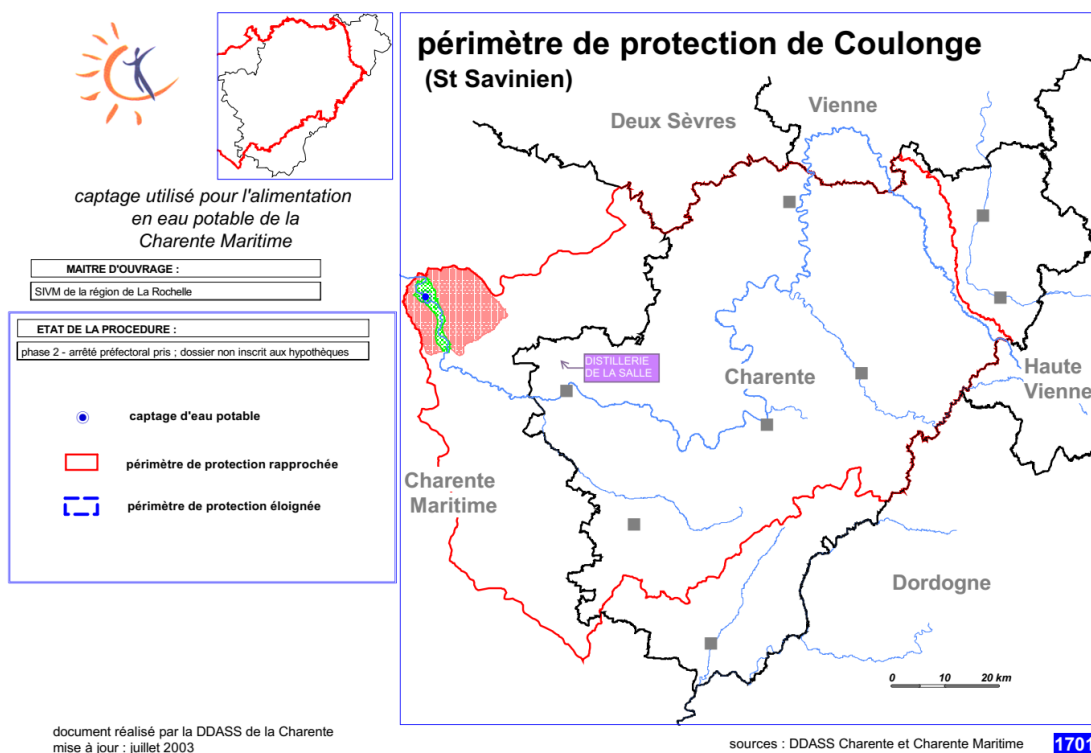 périmètre de protection de Coulonge
(St Savinien)
captage utilisé pour l'alimentation
en eau potable de la
Charente Maritime
MAITRE D'OUVRAGE :
SIVM de la région de La Rochelle
ETAT DE LA PROCEDURE :
phase 2 - arrêté préfectoral pris ; dossier non inscrit aux hypothèques
captage d'eau potable
périmètre de protection rapprochée
périmètre de protection éloignée
Deux Sèvres
Vienne
DISTILLERIE
DE LA SALLE
Charente
Haute
Vienne
Charente
Maritime
Dordogne
0 10 20 km
document réalisé par la DDASS de la Charente
mise à jour : juillet 2003
sources : DDASS Charente et Charente Maritime
1701